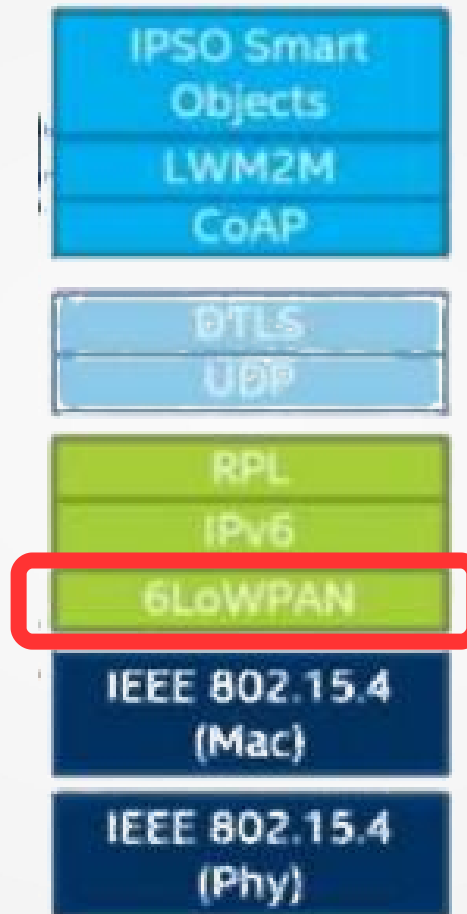 IPSO Smart
Objects
LWM2M
CoAP
DTLS
UDP
RPL
IPv6
6LoWPAN
IEEE 802.15.4
(Mac)
IEEE 802.15.4
(Phy)